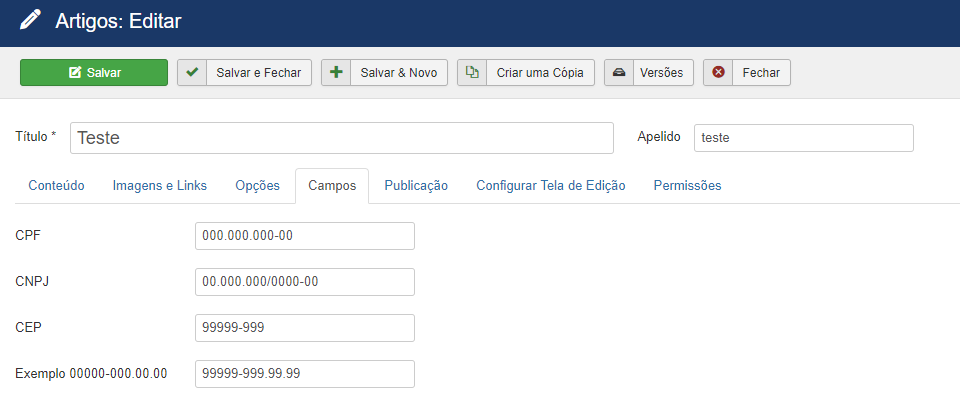 Artigos: Editar
Salvar Salvar e Fechar Salvar & Novo Criar uma Cópia Versões Fechar
Título * Teste Apelido teste
Conteúdo Imagens e Links Opções Campos Publicação Configurar Tela de Edição Permissões
CPF 000.000.000-00
CNPJ 00.000.000/0000-00
CEP 99999-999
Exemplo 00000-000.00.00 99999-999.99.99